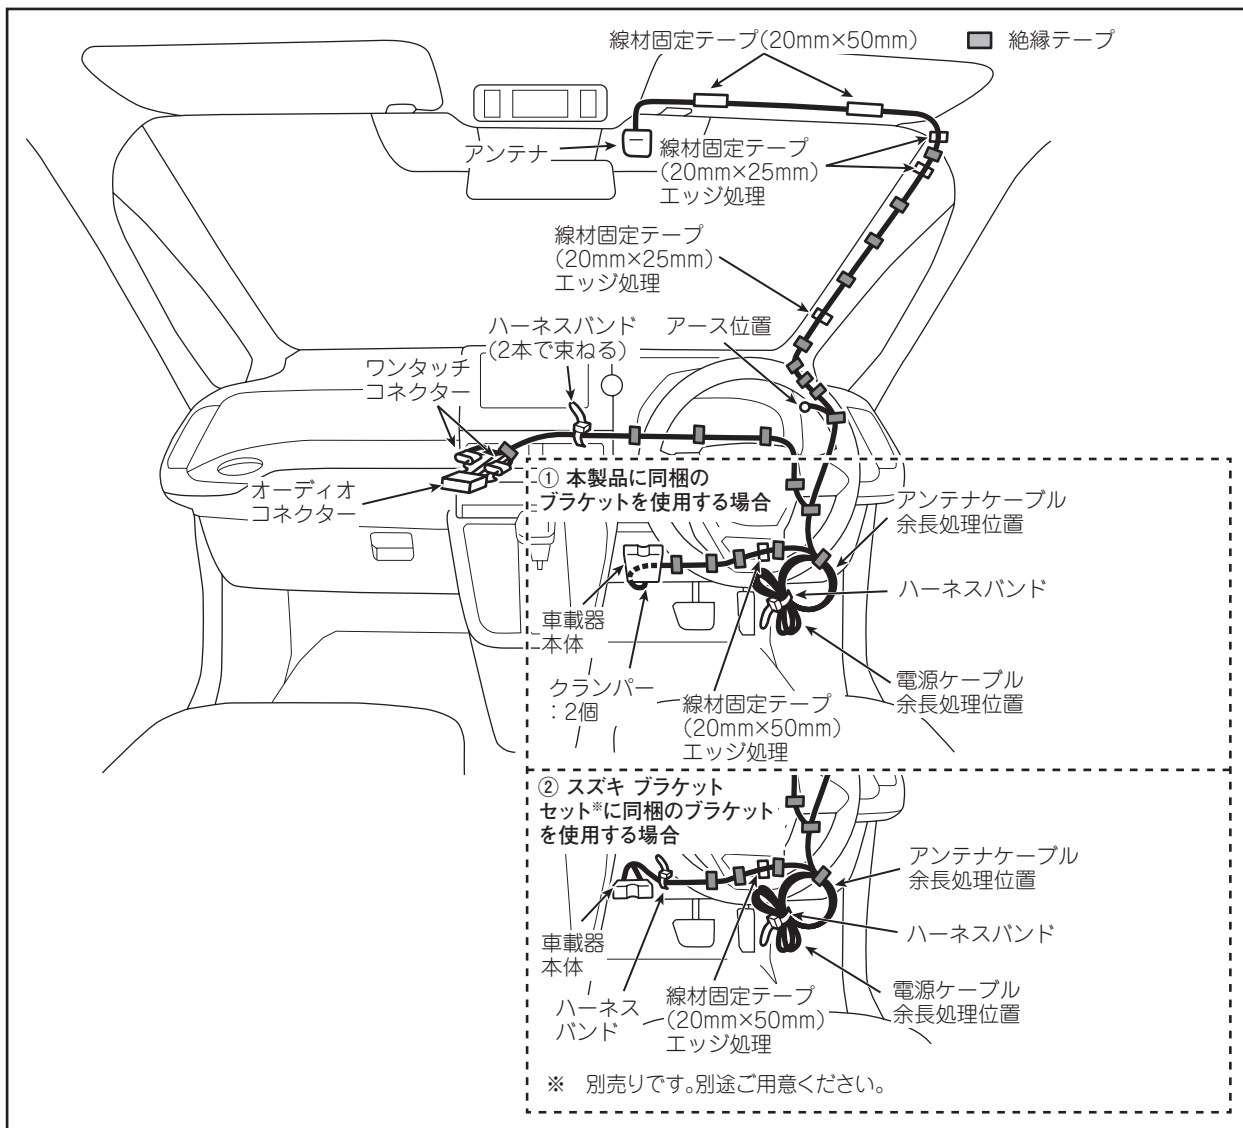 線材固定テープ(20mm×50mm)
絶縁テープ
アンテナ
線材固定テープ
(20mm×25mm)
エッジ処理
線材固定テープ
(20mm×25mm)
エッジ処理
ハーネスバンド
(2本で束ねる)
アース位置
ワンタッチ
コネクター
オーディオ
コネクター
① 本製品に同梱の
ブラケットを使用する場合
アンテナケーブル
余長処理位置
ハーネスバンド
車載器
本体
クランパー
:2個
線材固定テープ
(20mm×50mm)
エッジ処理
電源ケーブル
余長処理位置
② スズキ ブラケット
セット※に同梱のブラケット
を使用する場合
アンテナケーブル
余長処理位置
ハーネスバンド
車載器
本体
ハーネス
バンド
線材固定テープ
(20mm×50mm)
エッジ処理
電源ケーブル
余長処理位置
※ 別売りです。別途ご用意ください。